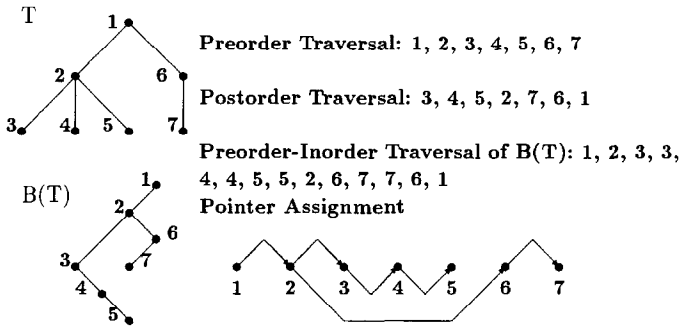 T
1
2
6
3
4
5
7
Preorder Traversal: 1, 2, 3, 4, 5, 6, 7
Postorder Traversal: 3, 4, 5, 2, 7, 6, 1
Preorder-Inorder Traversal of B(T): 1, 2, 3, 3,
4, 4, 5, 5, 2, 6, 7, 7, 6, 1
Pointer Assignment
B(T)
1
2
6
3
7
4
5
1 2 3 4 5 6 7